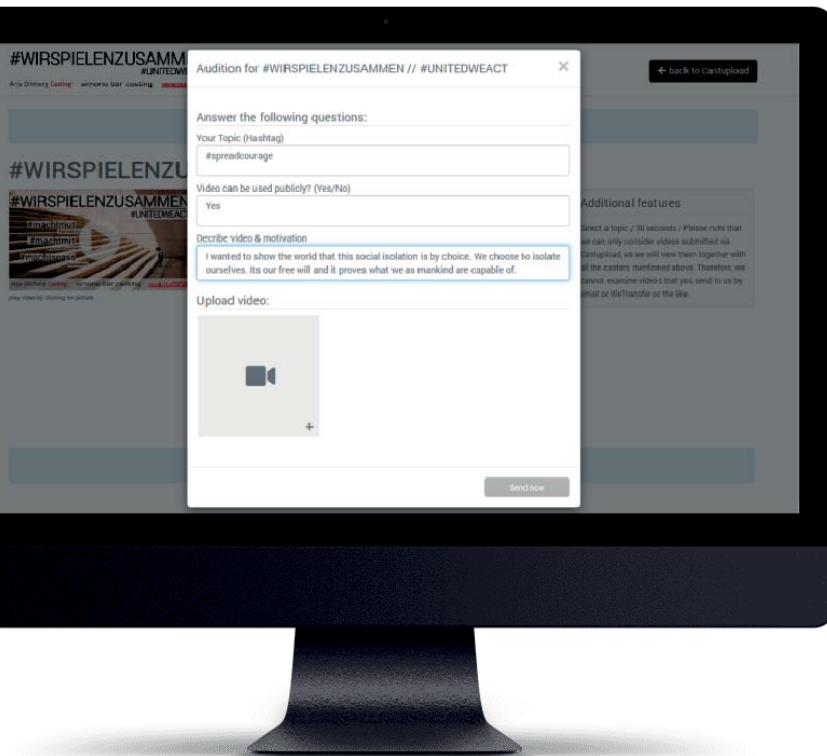 #WIRSPIELENZUSAMM
#UNITEDW
simone bär casting
Audition for #WIRSPIELENZUSAMMEN // #UNITEDWEACT
×
← back to Castupload
Answer the following questions:
Your Topic (Hashtag)
#spreadcourage
Video can be used publicly? (Yes/No)
Yes
Decribe video & motivation
I wanted to show the world that this social isolation is by choice. We choose to isolate
ourselves. Its our free will and it proves what we as mankind are capable of.
Upload video:
+
Send now
#WIRSPIELENZU
#WIRSPIELENZUSAMMEN
#UNITEDWEACT
#machtmut
#machtmut
#machtspass
simone bär casting
play video by clicking on picture
Additional features
Select a topic / 30 seconds / Please note that
we can only consider videos submitted via
Castupload, as we will view them together with
all the casters mentioned above. Therefore, we
cannot examine videos that you send to us by
email or WeTransfer or the like.